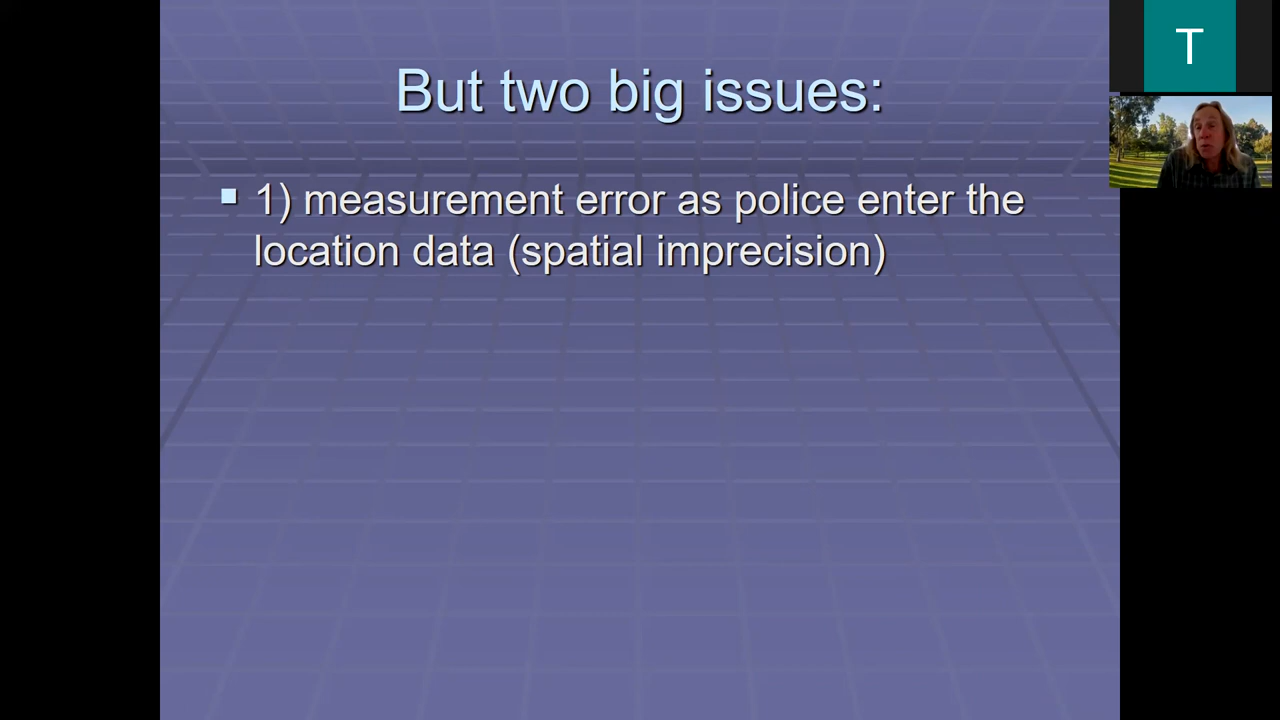 But two big issues:
1) measurement error as police enter the
location data (spatial imprecision)
T